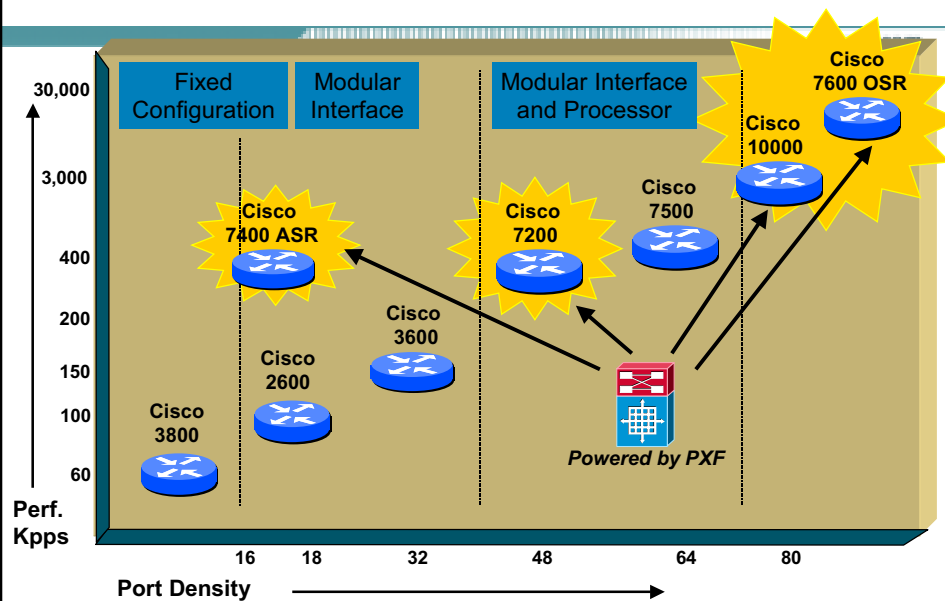 Fixed
Configuration
Modular
Interface
Modular Interface
and Processor
Cisco
7600 OSR
Cisco
10000
Cisco
7500
Cisco
7200
Cisco
7400 ASR
Cisco
3600
Cisco
2600
Cisco
3800
Powered by PXF
30,000
3,000
400
200
150
100
60
Perf.
Kpps
16
18
32
48
64
80
Port Density